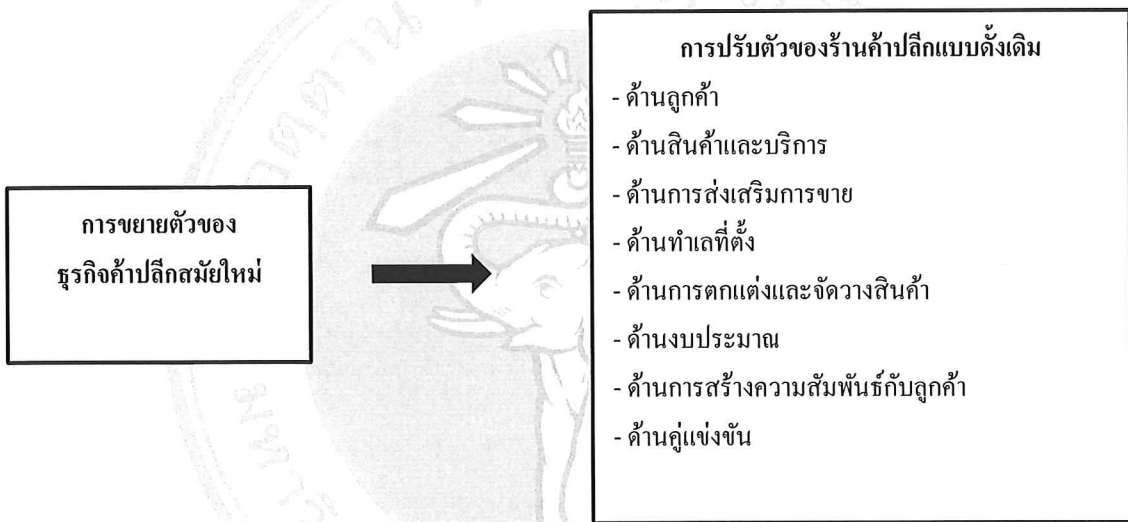 การขยายตัวของ
ธุรกิจค้าปลีกสมัยใหม่
การปรับตัวของร้านค้าปลีกแบบดั้งเดิม
- ด้านลูกค้า
- ด้านสินค้าและบริการ
- ด้านการส่งเสริมการขาย
- ด้านทำเลที่ตั้ง
- ด้านการตกแต่งและจัดวางสินค้า
- ด้านงบประมาณ
- ด้านการสร้างความสัมพันธ์กับลูกค้า
- ด้านคู่แข่งขัน